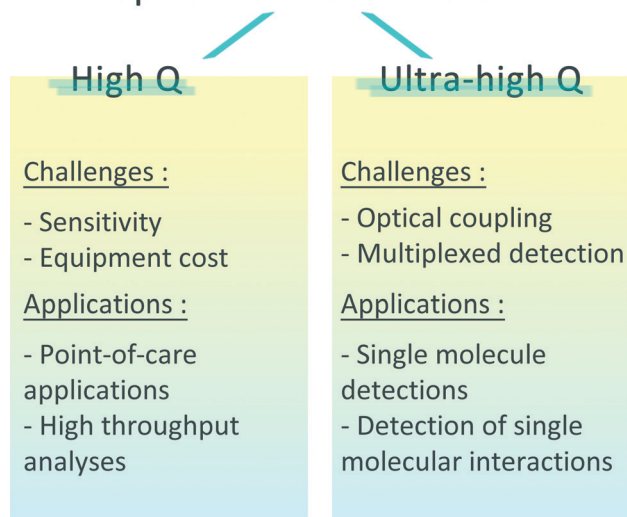 High Q
Challenges :
- Sensitivity
- Equipment cost
Applications :
- Point-of-care
applications
- High throughput
analyses
Ultra-high Q
Challenges :
- Optical coupling
- Multiplexed detection
Applications :
- Single molecule
detections
- Detection of single
molecular interactions